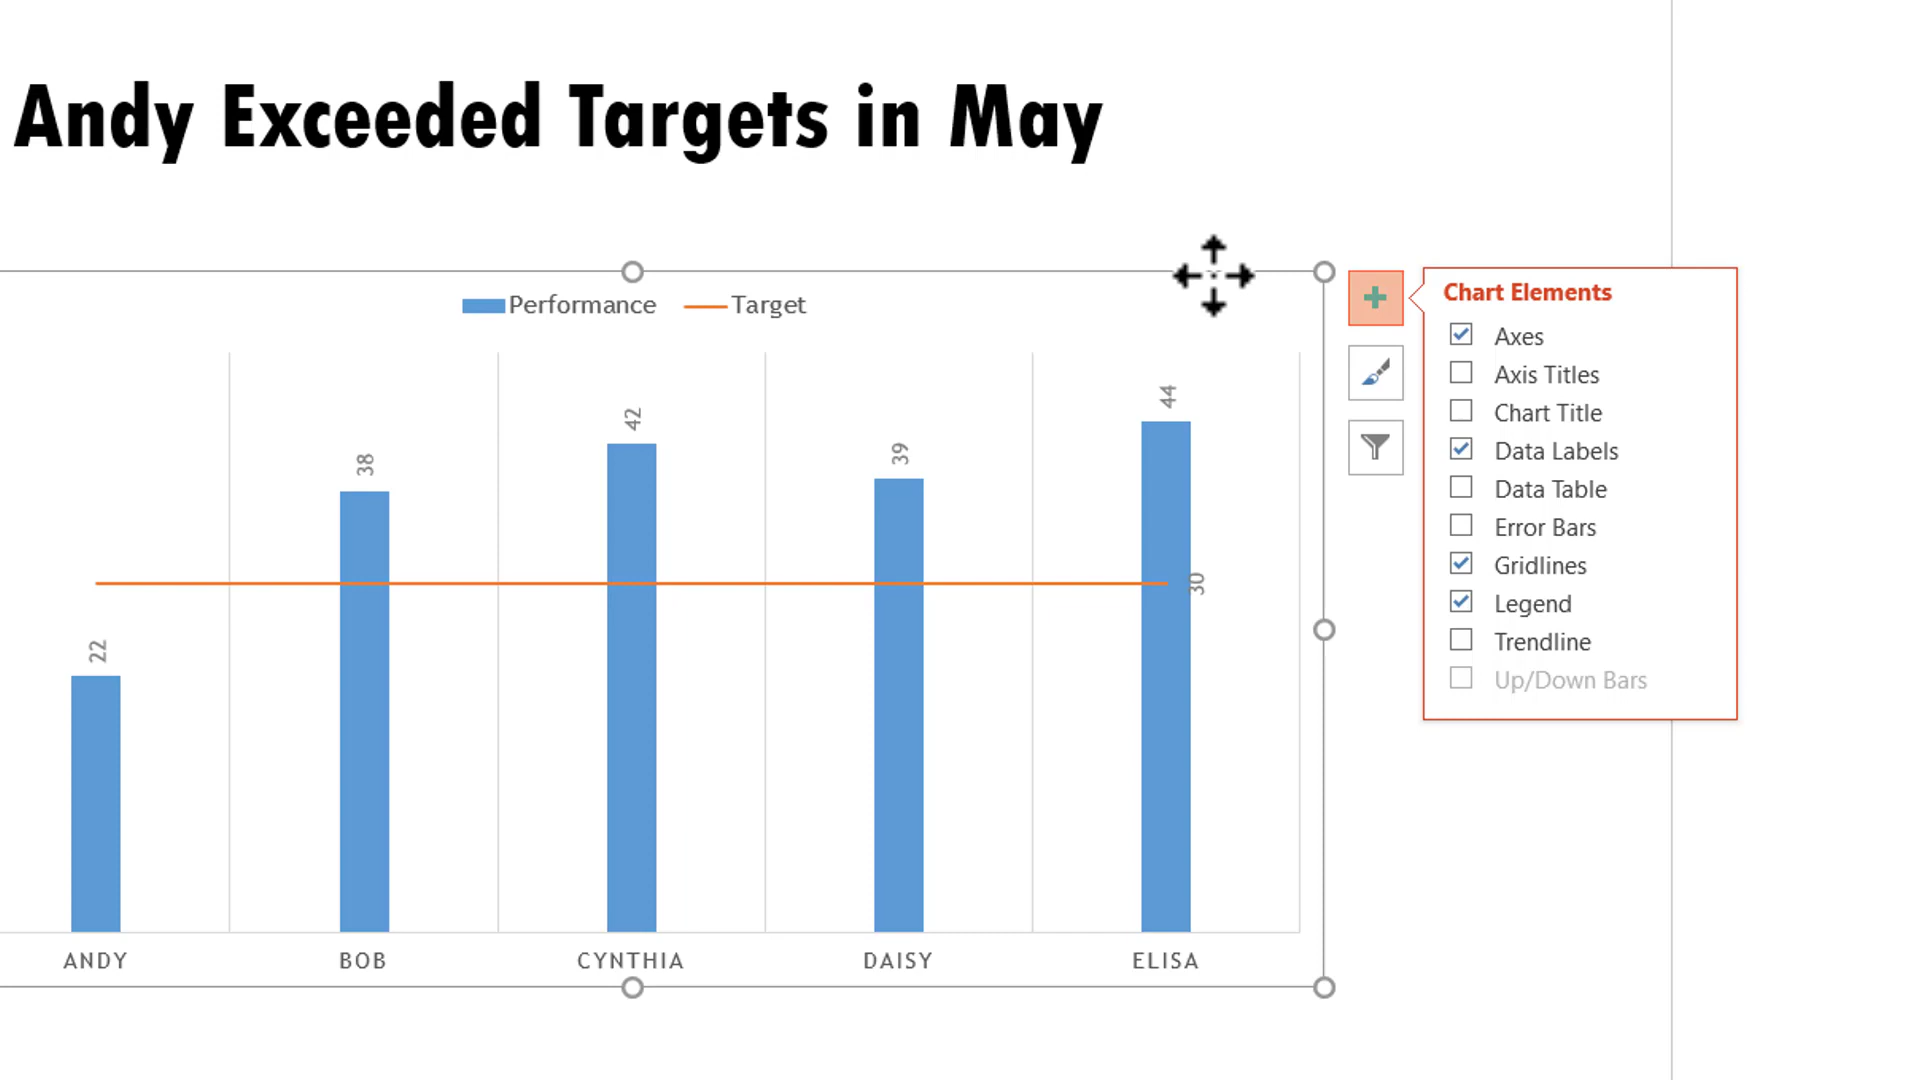 Andy Exceeded Targets in May
Performance Target
Chart Elements
Axes
Axis Titles
Chart Title
Data Labels
Data Table
Error Bars
Gridlines
Legend
Trendline
Up/Down Bars
22
38
42
39
44
30
ANDY BOB CYNTHIA DAISY ELISA